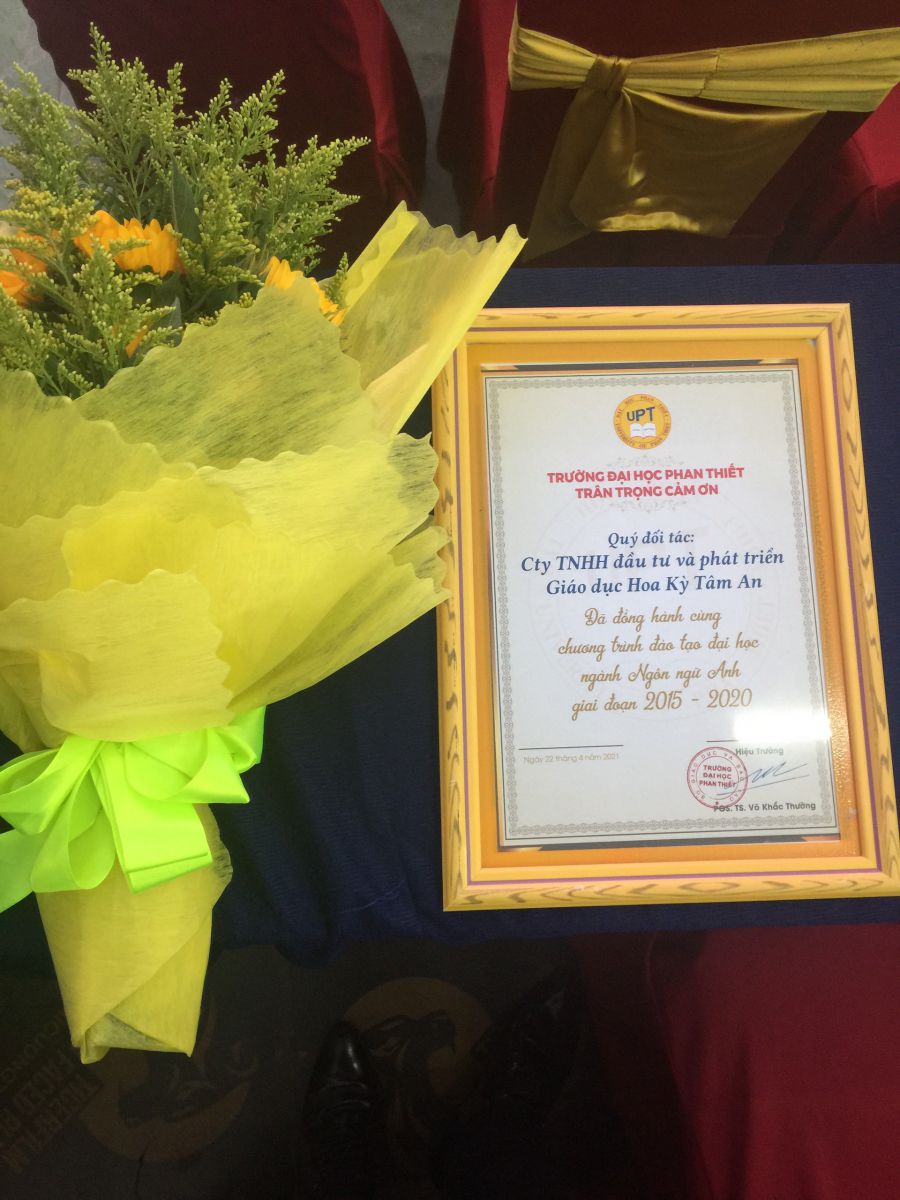 UPT
TRƯỜNG ĐẠI HỌC PHAN THIẾT
TRÂN TRỌNG CẢM ƠN
Quý đối tác:
Cty TNHH đầu tư và phát triển
Giáo dục Hoa Kỳ Tâm An
Đã đồng hành cùng
chương trình đào tạo đại học
ngành Ngôn ngữ Anh
giai đoạn 2015 - 2020
Ngày 22 tháng 4 năm 2021
Hiệu Trưởng
TRƯỜNG
ĐẠI HỌC
PHAN THIẾT
PGS. TS. Võ Khắc Thường